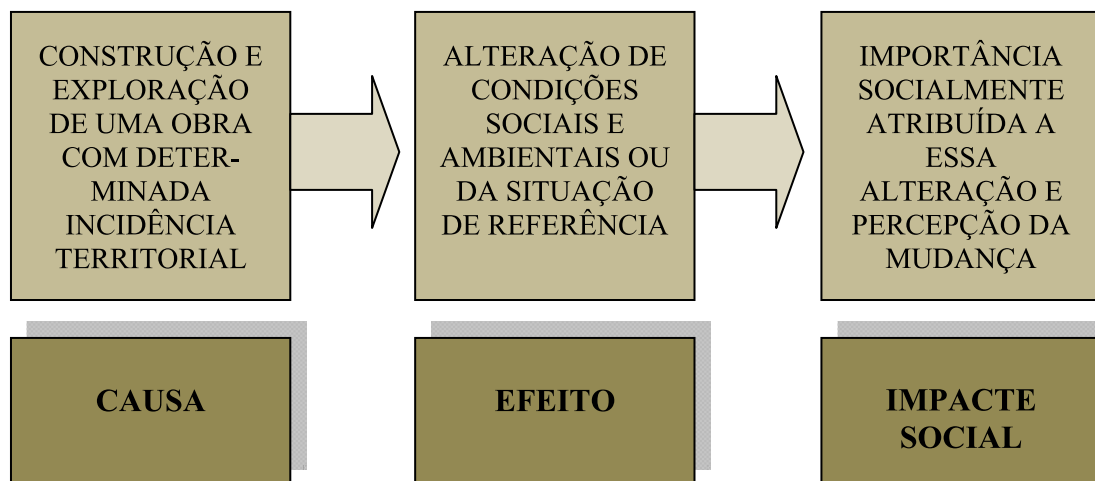 CONSTRUÇÃO E
EXPLORAÇÃO
DE UMA OBRA
COM DETER-
MINADA
INCIDÊNCIA
TERRITORIAL
ALTERAÇÃO DE
CONDIÇÕES
SOCIAIS E
AMBIENTAIS OU
DA SITUAÇÃO
DE REFERÊNCIA
IMPORTÂNCIA
SOCIALMENTE
ATRIBUÍDA A
ESSA
ALTERAÇÃO E
PERCEPÇÃO DA
MUDANÇA
CAUSA
EFEITO
IMPACTE
SOCIAL